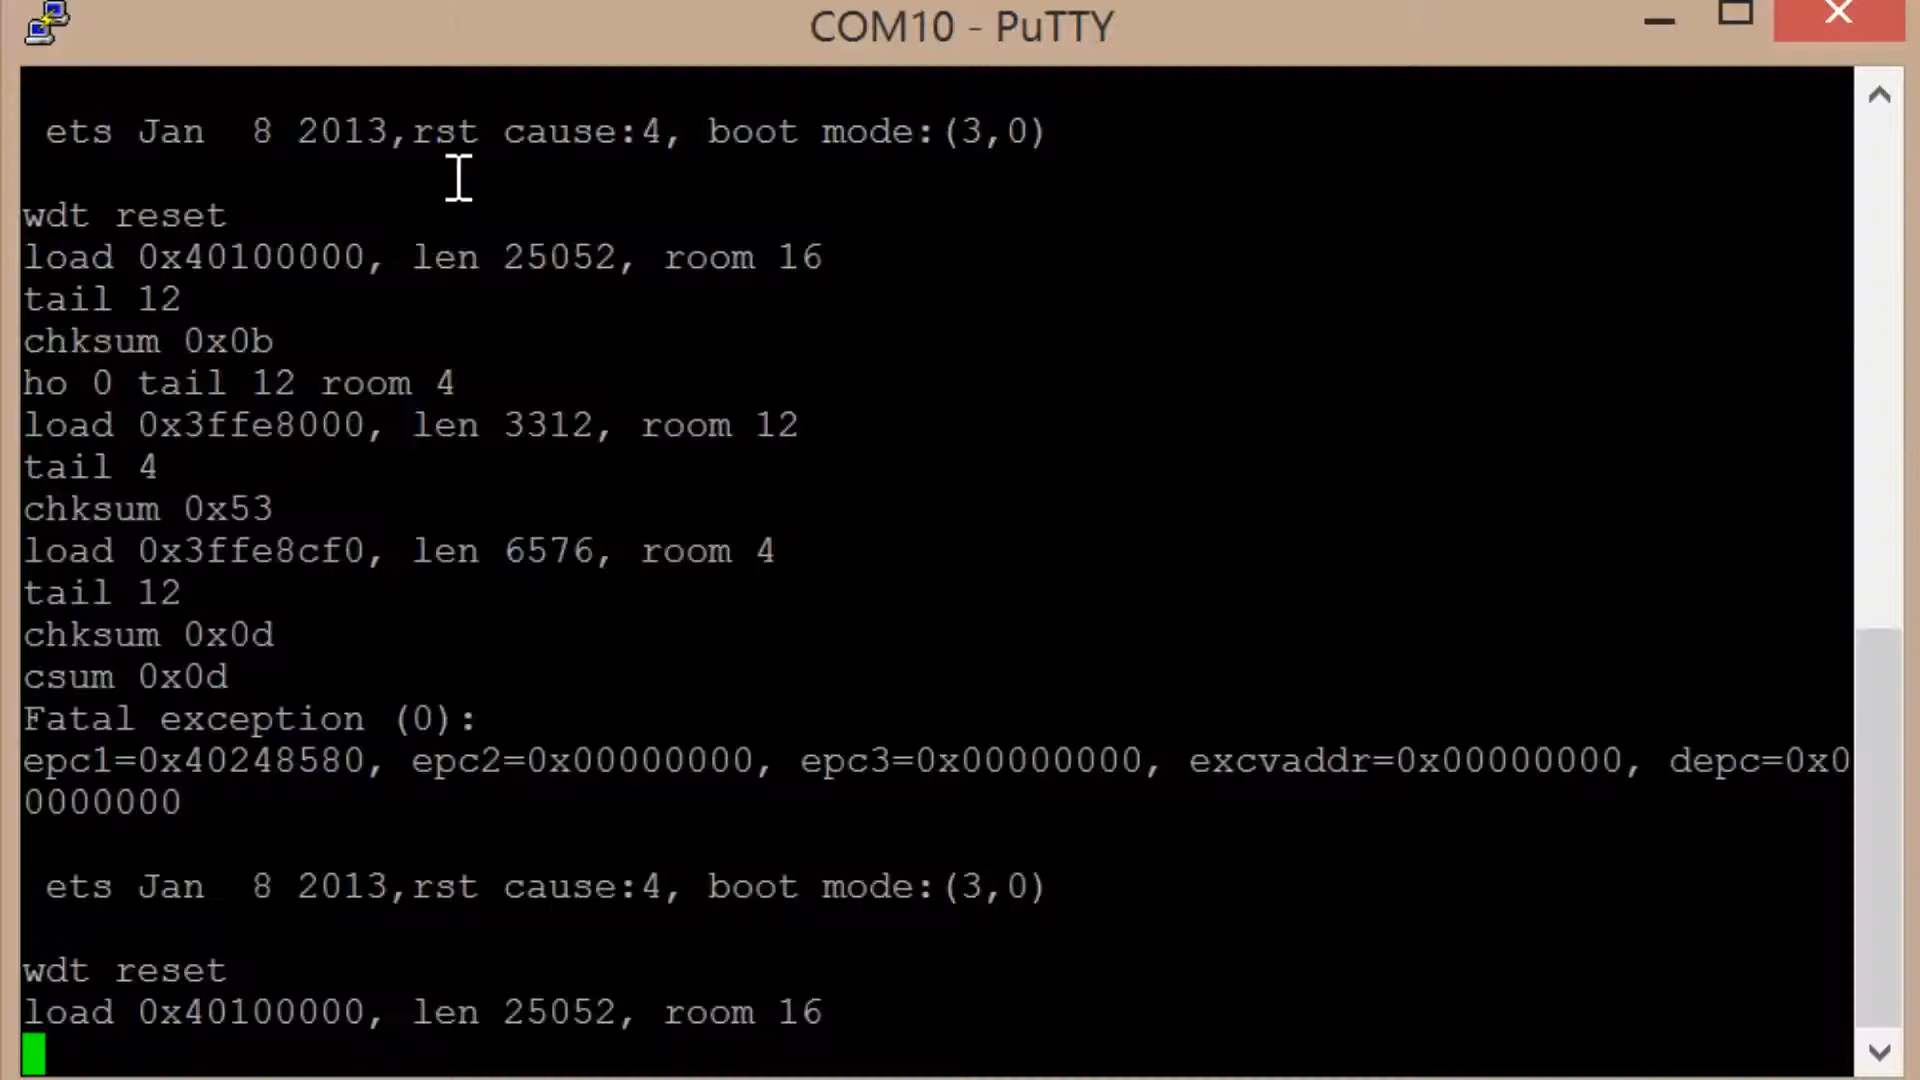 COM10 - PuTTY
ets Jan  8 2013,rst cause:4, boot mode:(3,0)
wdt reset
load 0x40100000, len 25052, room 16
tail 12
chksum 0x0b
ho 0 tail 12 room 4
load 0x3ffe8000, len 3312, room 12
tail 4
chksum 0x53
load 0x3ffe8cf0, len 6576, room 4
tail 12
chksum 0x0d
csum 0x0d
Fatal exception (0):
epc1=0x40248580, epc2=0x00000000, epc3=0x00000000, excvaddr=0x00000000, depc=0x0
0000000
ets Jan  8 2013,rst cause:4, boot mode:(3,0)
wdt reset
load 0x40100000, len 25052, room 16